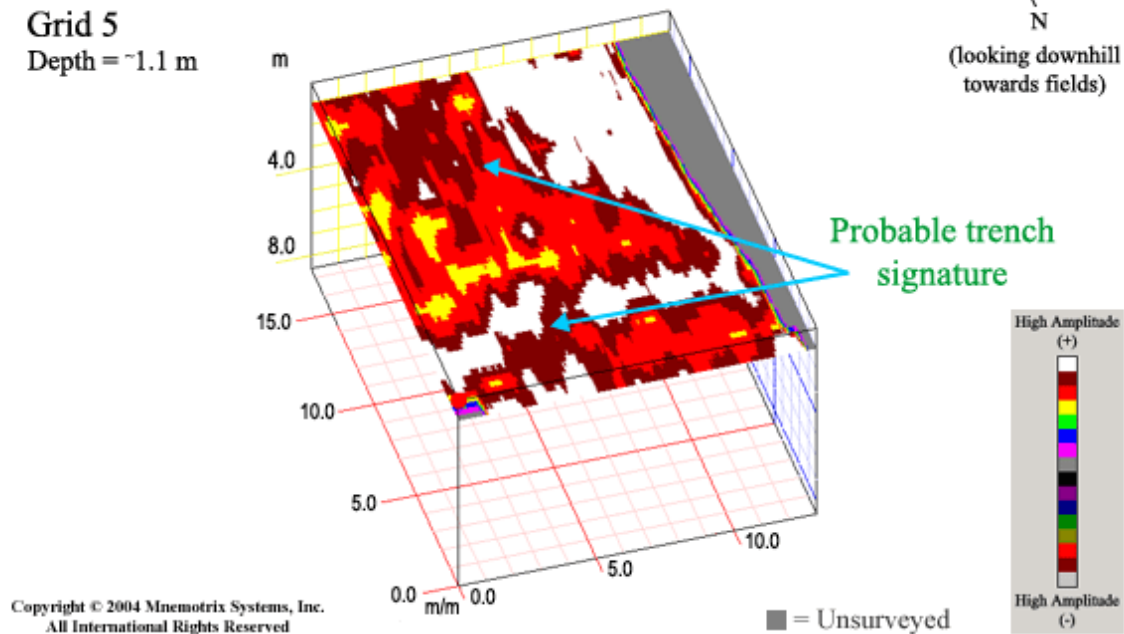 Grid 5
Depth = ~1.1 m
m
N
(looking downhill
towards fields)
4.0
8.0
Probable trench
signature
15.0
10.0
5.0
0.0
m/m
0.0
5.0
10.0
High Amplitude
(+)
High Amplitude
(-)
Copyright © 2004 Mnemotrix Systems, Inc.
All International Rights Reserved
= Unsurveyed